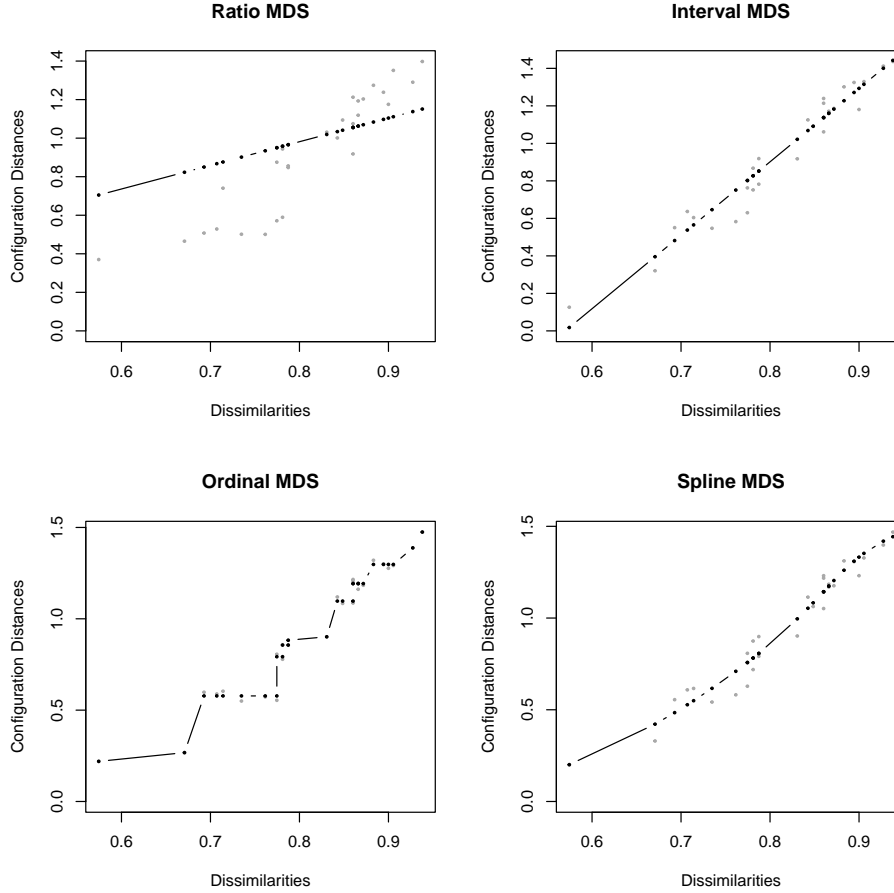 Ratio MDS
Configuration Distances
0.0 0.2 0.4 0.6 0.8 1.0 1.2 1.4
0.6 0.7 0.8 0.9
Dissimilarities
Interval MDS
Configuration Distances
0.0 0.2 0.4 0.6 0.8 1.0 1.2 1.4
0.6 0.7 0.8 0.9
Dissimilarities
Ordinal MDS
Configuration Distances
0.0 0.5 1.0 1.5
0.6 0.7 0.8 0.9
Dissimilarities
Spline MDS
Configuration Distances
0.0 0.5 1.0 1.5
0.6 0.7 0.8 0.9
Dissimilarities